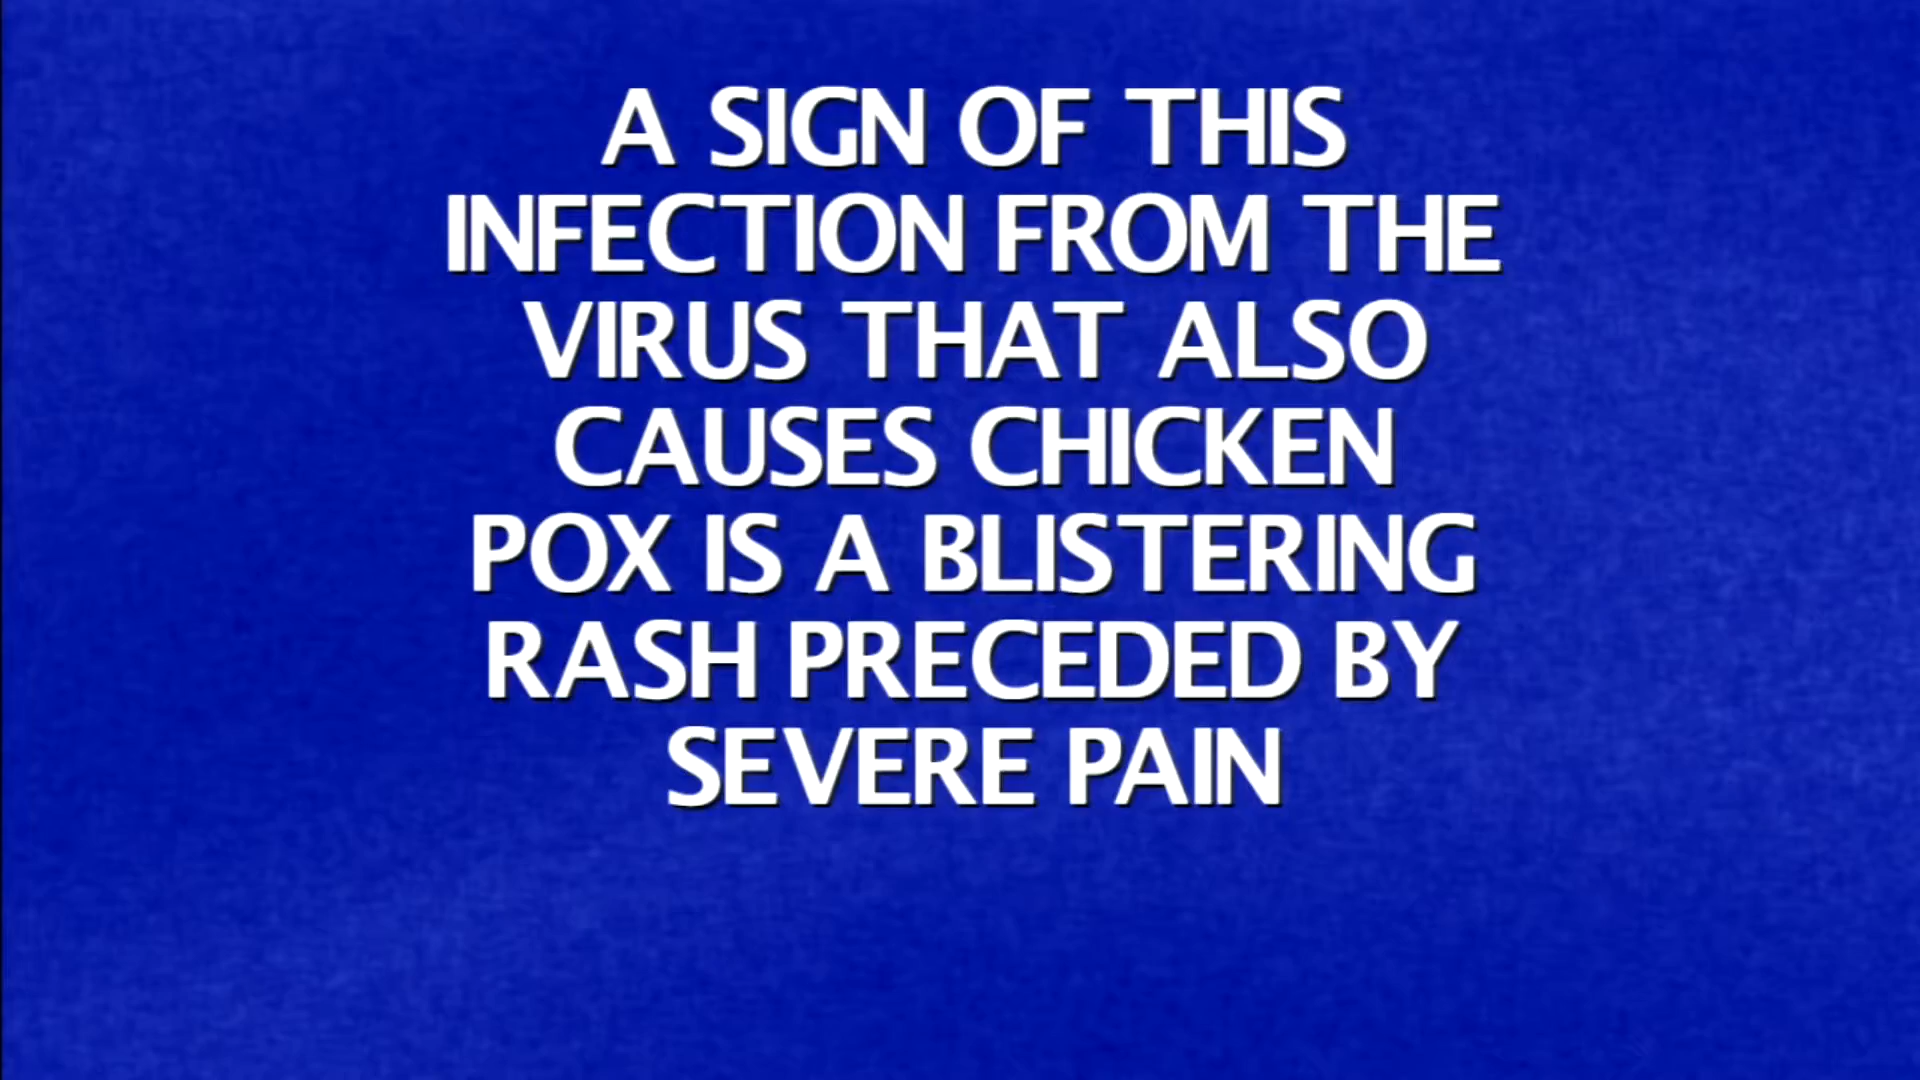 A SIGN OF THIS
INFECTION FROM THE
VIRUS THAT ALSO
CAUSES CHICKEN
POX IS A BLISTERING
RASH PRECEDED BY
SEVERE PAIN